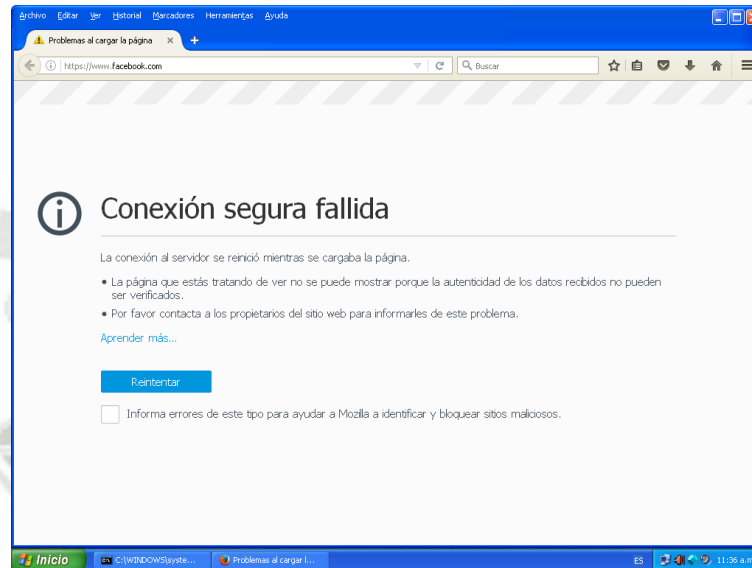 Archivo Editar Ver Historial Marcadores Herramientas Ayuda
Problemas al cargar la página
https://www.facebook.com
Buscar
Conexión segura fallida
La conexión al servidor se reinició mientras se cargaba la página.
• La página que estás tratando de ver no se puede mostrar porque la autenticidad de los datos recibidos no pueden
ser verificados.
• Por favor contacta a los propietarios del sitio web para informarles de este problema.
Aprender más...
Reintentar
Informa errores de este tipo para ayudar a Mozilla a identificar y bloquear sitios maliciosos.
Inicio C:\WINDOWS\syste... Problemas al cargar l... ES 11:36 a.m.